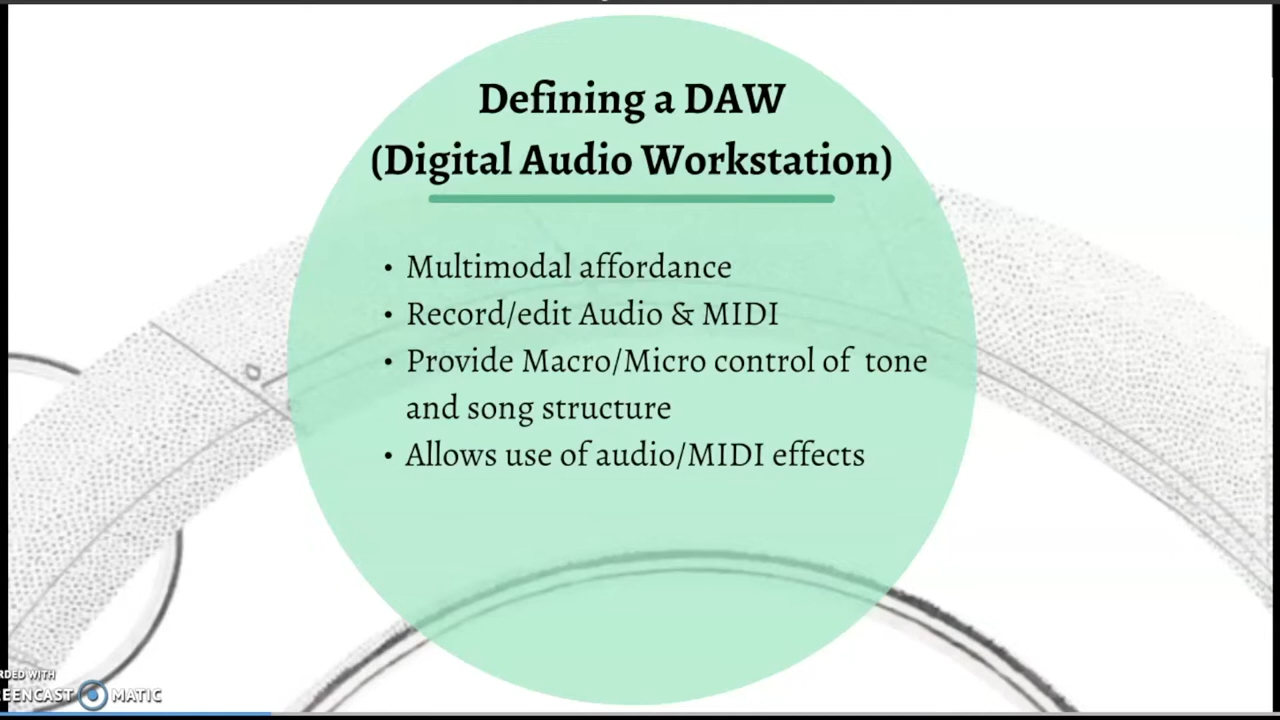 Defining a DAW
(Digital Audio Workstation)
• Multimodal affordance
• Record/edit Audio & MIDI
• Provide Macro/Micro control of tone
and song structure
• Allows use of audio/MIDI effects
RDED WITH
REENCAST MATIC